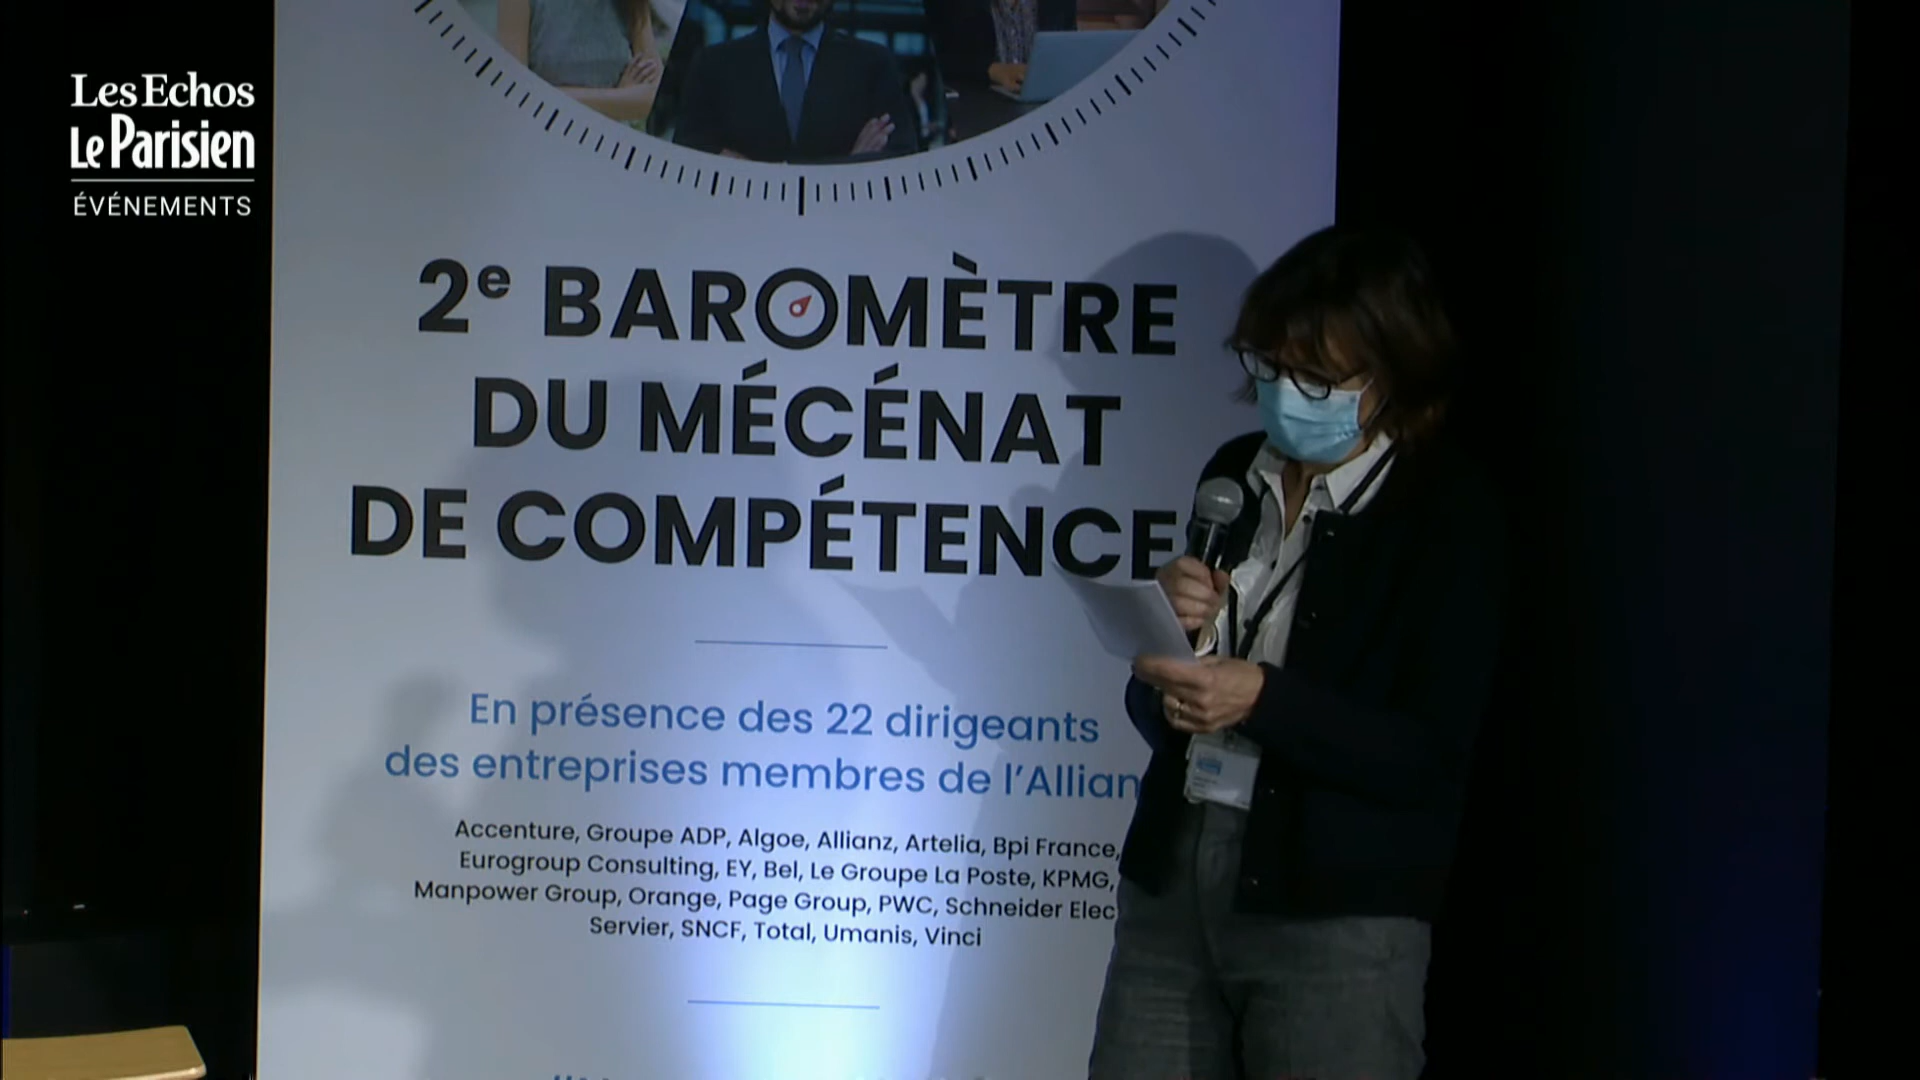 Les Echos
Le Parisien
ÉVÉNEMENTS
2e BAROMÈTRE
DU MÉCÉNAT
DE COMPÉTENCE
En présence des 22 dirigeants
des entreprises membres de l'Allian
Accenture, Groupe ADP, Algoe, Allianz, Artelia, Bpi France,
Eurogroup Consulting, EY, Bel, Le Groupe La Poste, KPMG,
Manpower Group, Orange, Page Group, PWC, Schneider Elec
Servier, SNCF, Total, Umanis, Vinci